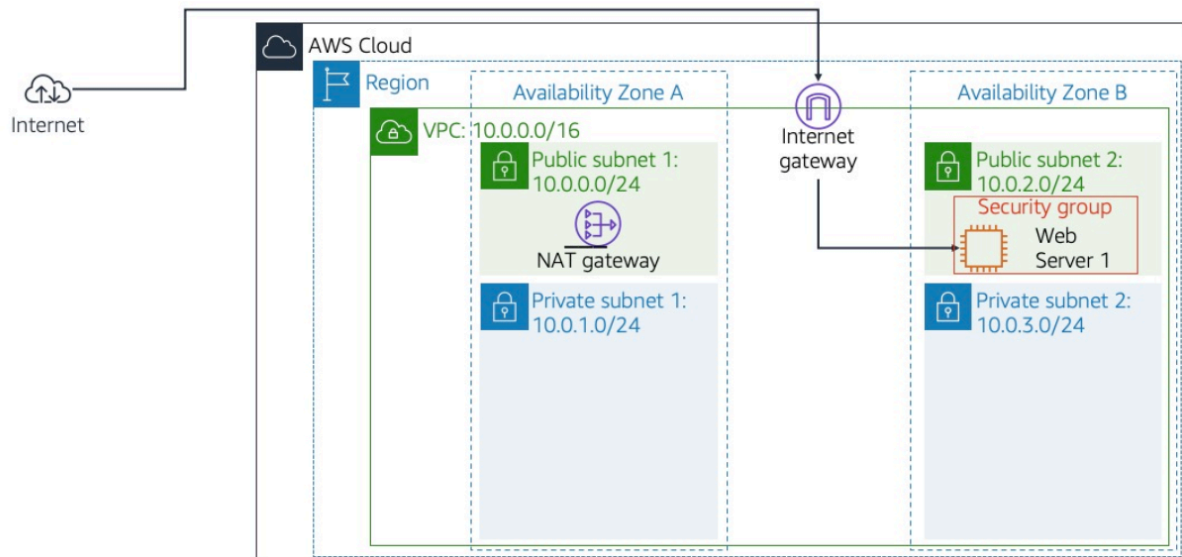 AWS Cloud
Internet
Region
Availability Zone A
Availability Zone B
VPC: 10.0.0.0/16
Internet
gateway
Public subnet 1:
10.0.0.0/24
NAT gateway
Public subnet 2:
10.0.2.0/24
Security group
Web
Server 1
Private subnet 1:
10.0.1.0/24
Private subnet 2:
10.0.3.0/24